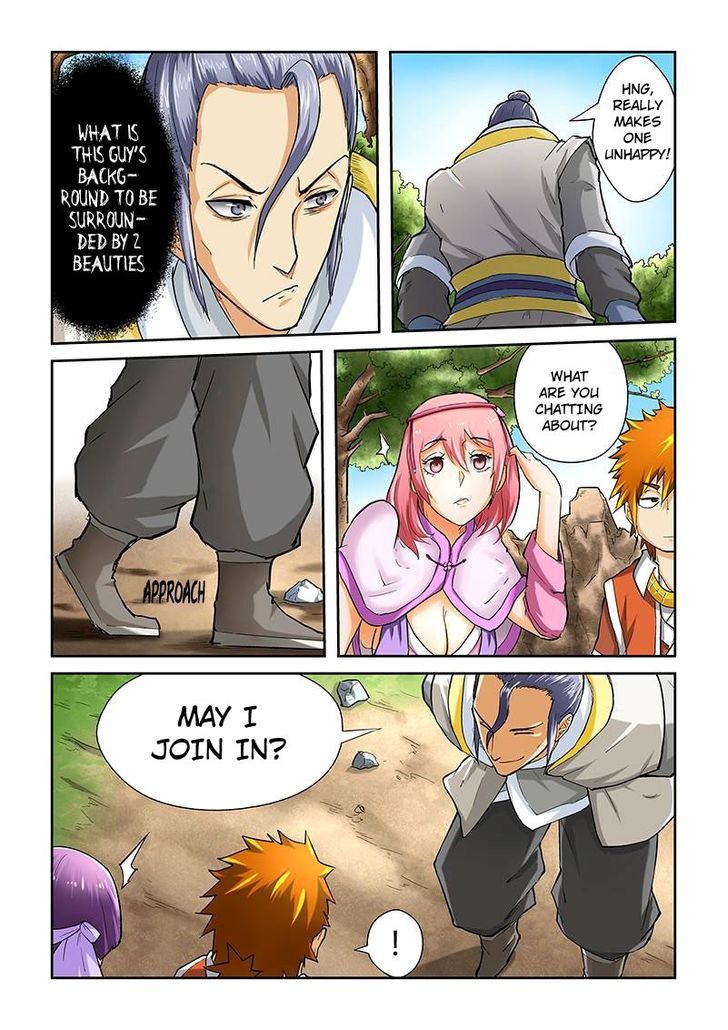 WHAT IS
THIS GUY'S
BACKG-
ROUND TO BE
SURROUN-
DED BY 2
BEAUTIES
HNG,
REALLY
MAKES
ONE
UNHAPPY!
APPROACH
WHAT
ARE YOU
CHATTING
ABOUT?
MAY I
JOIN IN?
!